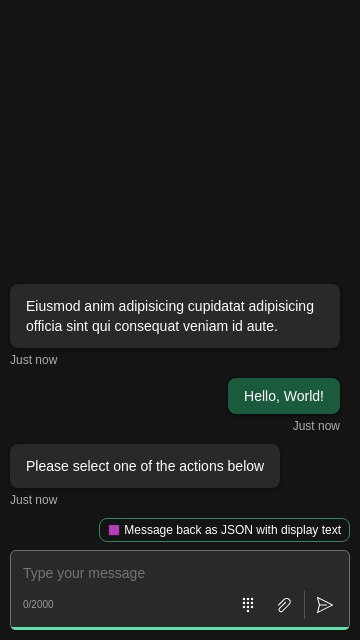 Eiusmod anim adipisicing cupidatat adipisicing
officia sint qui consequat veniam id aute.
Just now
Hello, World!
Just now
Please select one of the actions below
Just now
Message back as JSON with display text
Type your message
0/2000